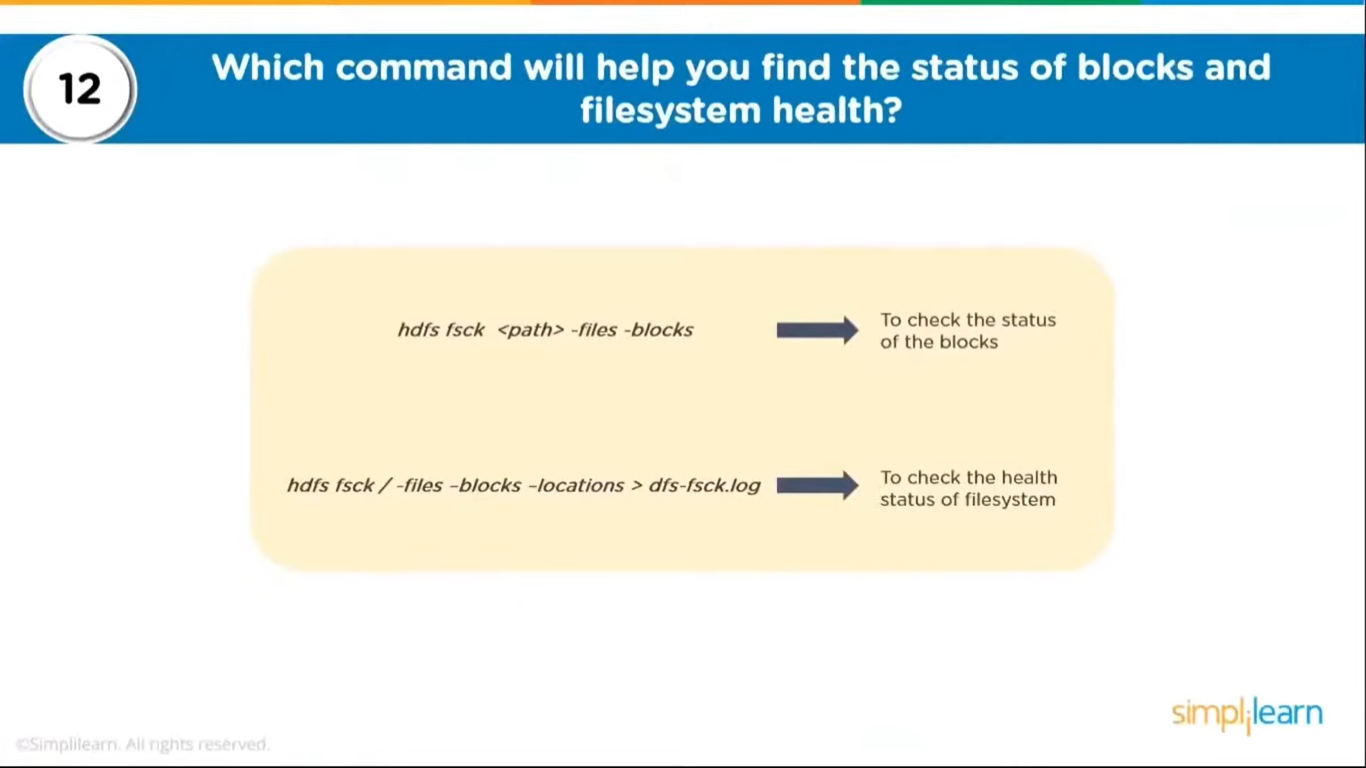 12
Which command will help you find the status of blocks and
filesystem health?
hdfs fsck <path> -files -blocks
To check the status
of the blocks
hdfs fsck / -files –blocks –locations > dfs-fsck.log
To check the health
status of filesystem
simplilearn
©Simplilearn. All rights reserved.